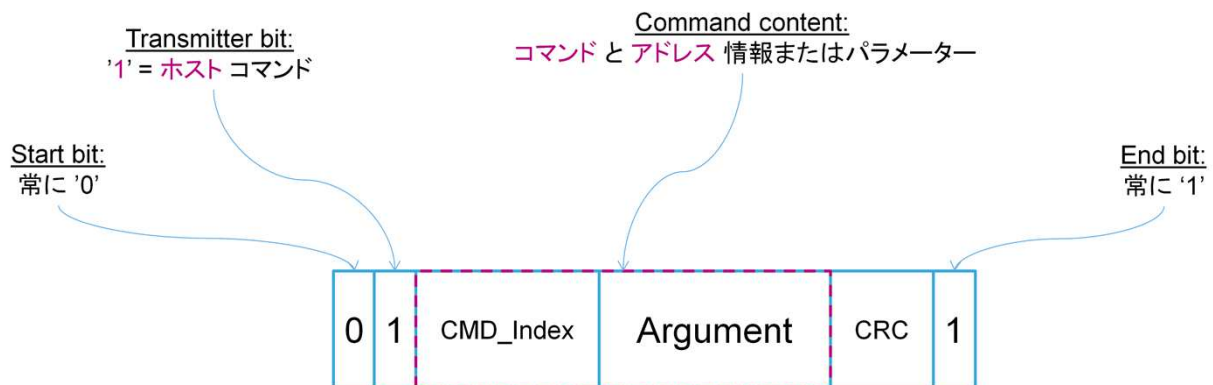 Transmitter bit:
'1' = ホスト コマンド
Command content:
コマンド と アドレス 情報またはパラメーター
Start bit:
常に '0'
End bit:
常に ‘1’
0 1 CMD_Index Argument CRC 1